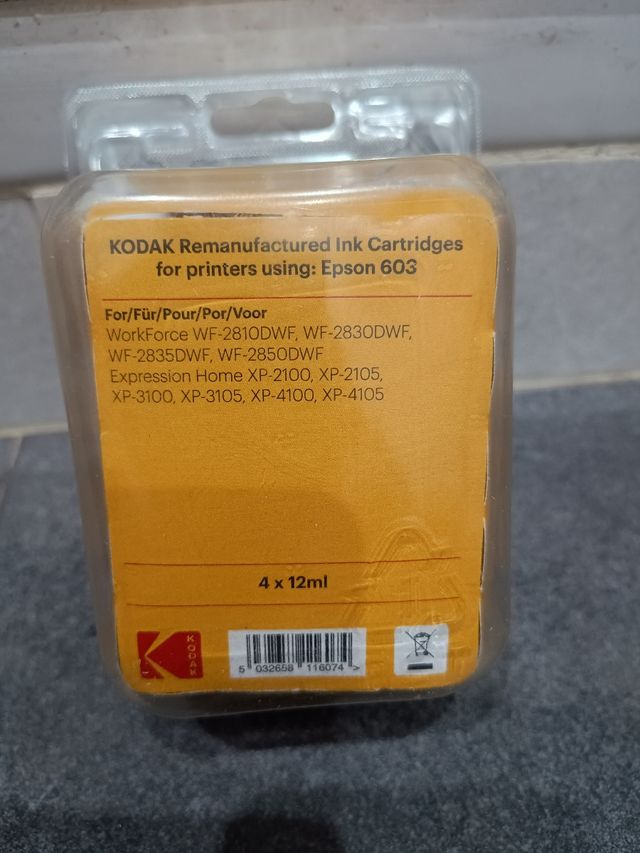 KODAK Remanufactured Ink Cartridges
for printers using: Epson 603
For/Für/Pour/Por/Voor
WorkForce WF-2810DWF, WF-2830DWF,
WF-2835DWF, WF-2850DWF
Expression Home XP-2100, XP-2105,
XP-3100, XP-3105, XP-4100, XP-4105
4 x 12ml
KODAK
5 032658 116074 >